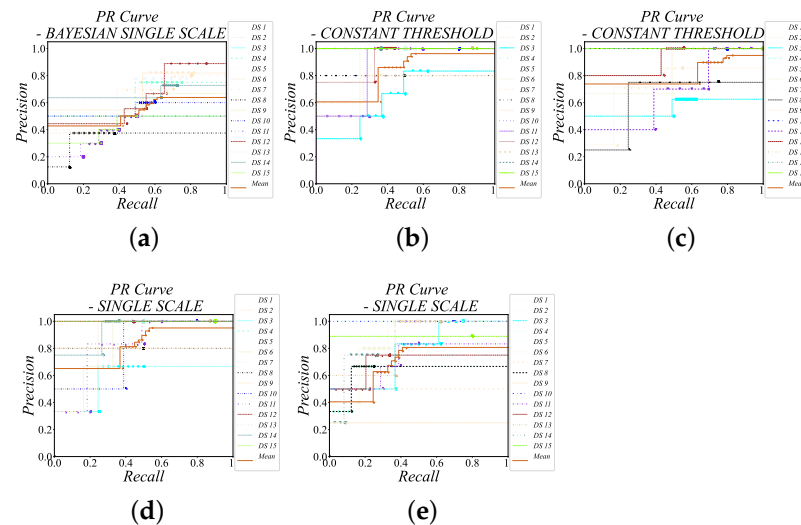 PR Curve
- BAYESIAN SINGLE SCALE
Precision
1.0
0.8
0.6
0.4
0.2
0.0
0.0 0.2 0.4 0.6 0.8 1
Recall
DS 1
DS 2
DS 3
DS 4
DS 5
DS 6
DS 7
DS 8
DS 9
DS 10
DS 11
DS 12
DS 13
DS 14
DS 15
Mean
(a)
PR Curve
- CONSTANT THRESHOLD
Precision
1.0
0.8
0.6
0.4
0.2
0.0
0.0 0.2 0.4 0.6 0.8 1
Recall
DS 1
DS 2
DS 3
DS 4
DS 5
DS 6
DS 7
DS 8
DS 9
DS 10
DS 11
DS 12
DS 13
DS 14
DS 15
Mean
(b)
PR Curve
- CONSTANT THRESHOLD
Precision
1.0
0.8
0.6
0.4
0.2
0.0
0.0 0.2 0.4 0.6 0.8 1
Recall
Mean
(c)
PR Curve
- SINGLE SCALE
Precision
1.0
0.8
0.6
0.4
0.2
0.0
0.0 0.2 0.4 0.6 0.8 1
Recall
DS 1
DS 2
DS 3
DS 4
DS 5
DS 6
DS 7
DS 8
DS 9
DS 10
DS 11
DS 12
DS 13
DS 14
DS 15
Mean
(d)
PR Curve
- SINGLE SCALE
Precision
1.0
0.8
0.6
0.4
0.2
0.0
0.0 0.2 0.4 0.6 0.8 1
Recall
DS 1
DS 2
DS 3
DS 4
DS 5
DS 6
DS 7
DS 8
DS 9
DS 10
DS 11
DS 12
DS 13
DS 14
DS 15
Mean
(e)